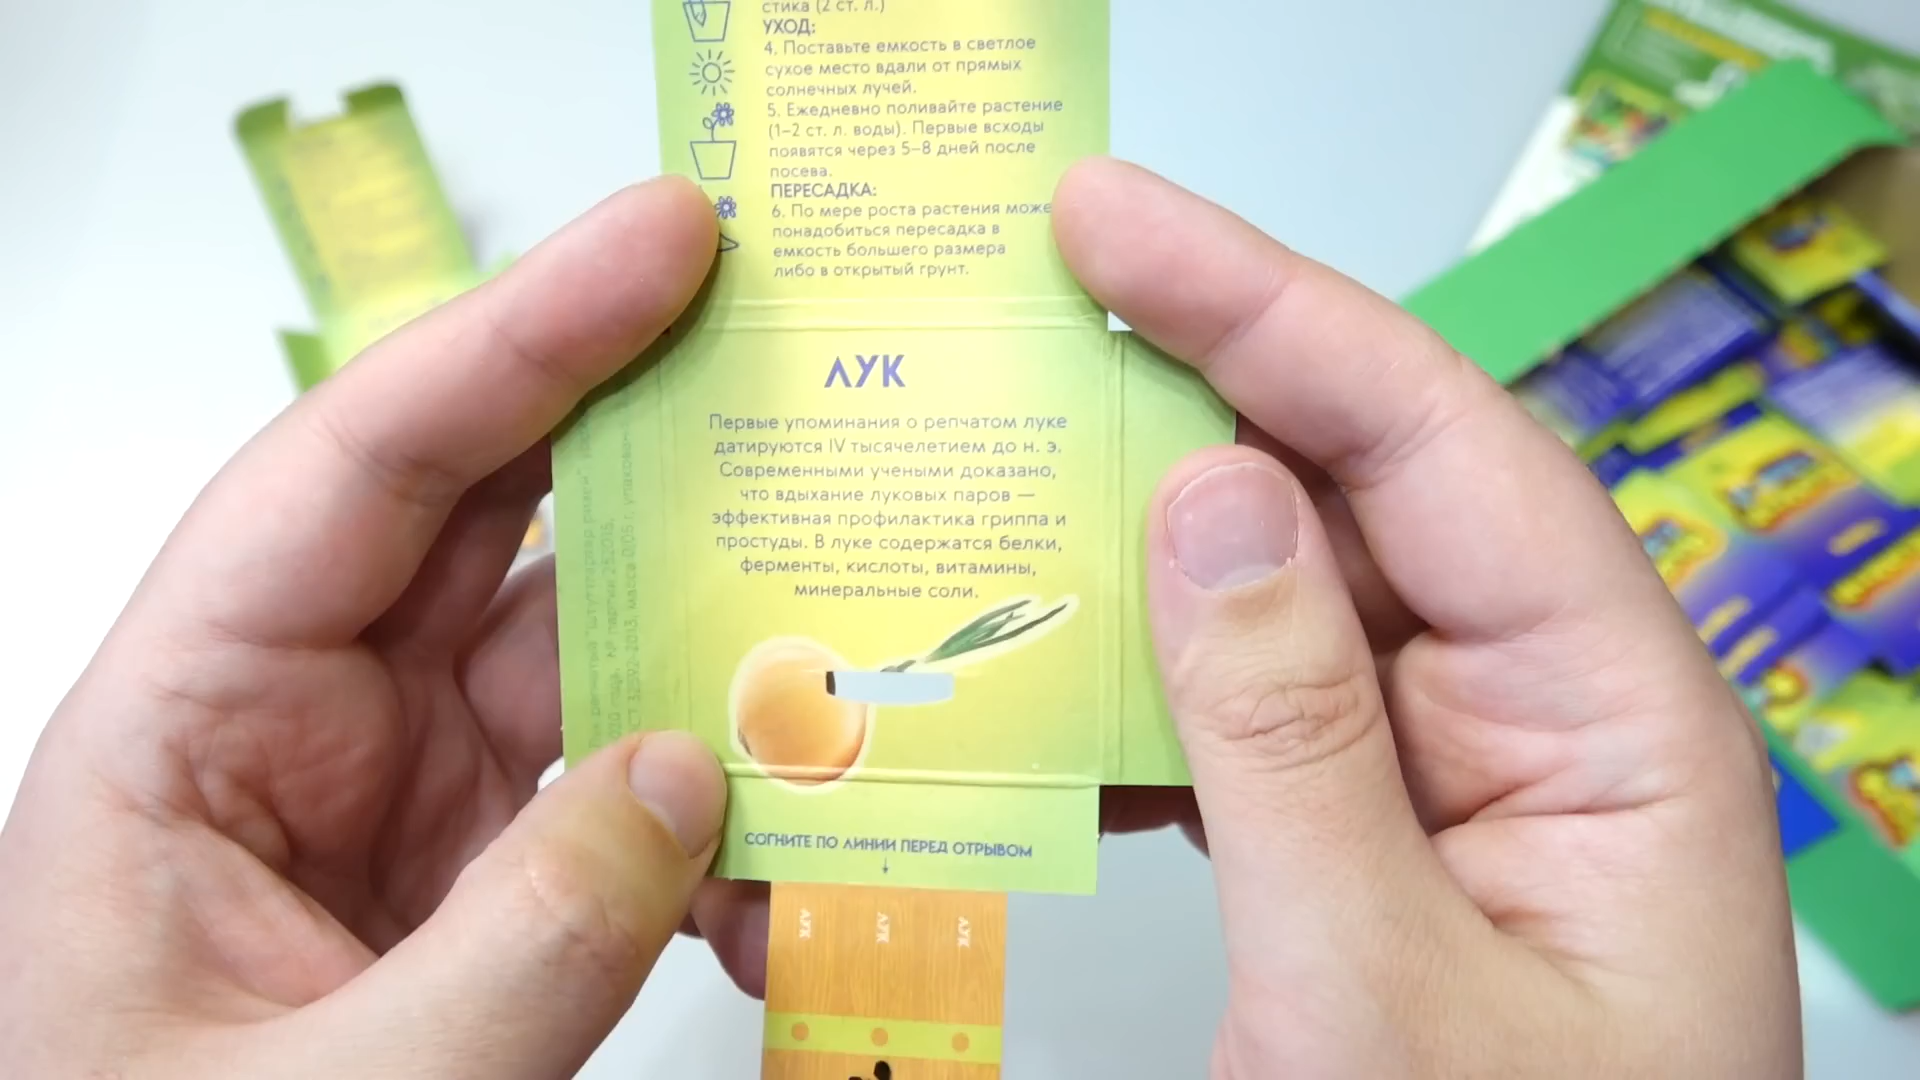 стика (2 ст. л.)
УХОД:
4. Поставьте емкость в светлое
сухое место вдали от прямых
солнечных лучей.
5. Ежедневно поливайте растение
(1–2 ст. л. воды). Первые всходы
появятся через 5–8 дней после
посева.
ПЕРЕСАДКА:
6. По мере роста растения може
понадобиться пересадка в
емкость большего размера
либо в открытый грунт.
ЛУК
Первые упоминания о репчатом луке
датируются IV тысячелетием до н. э.
Современными учеными доказано,
что вдыхание луковых паров —
эффективная профилактика гриппа и
простуды. В луке содержатся белки,
ферменты, кислоты, витамины,
минеральные соли.
СОГНИТЕ ПО ЛИНИИ ПЕРЕД ОТРЫВОМ
ЛУК ЛУК ЛУК